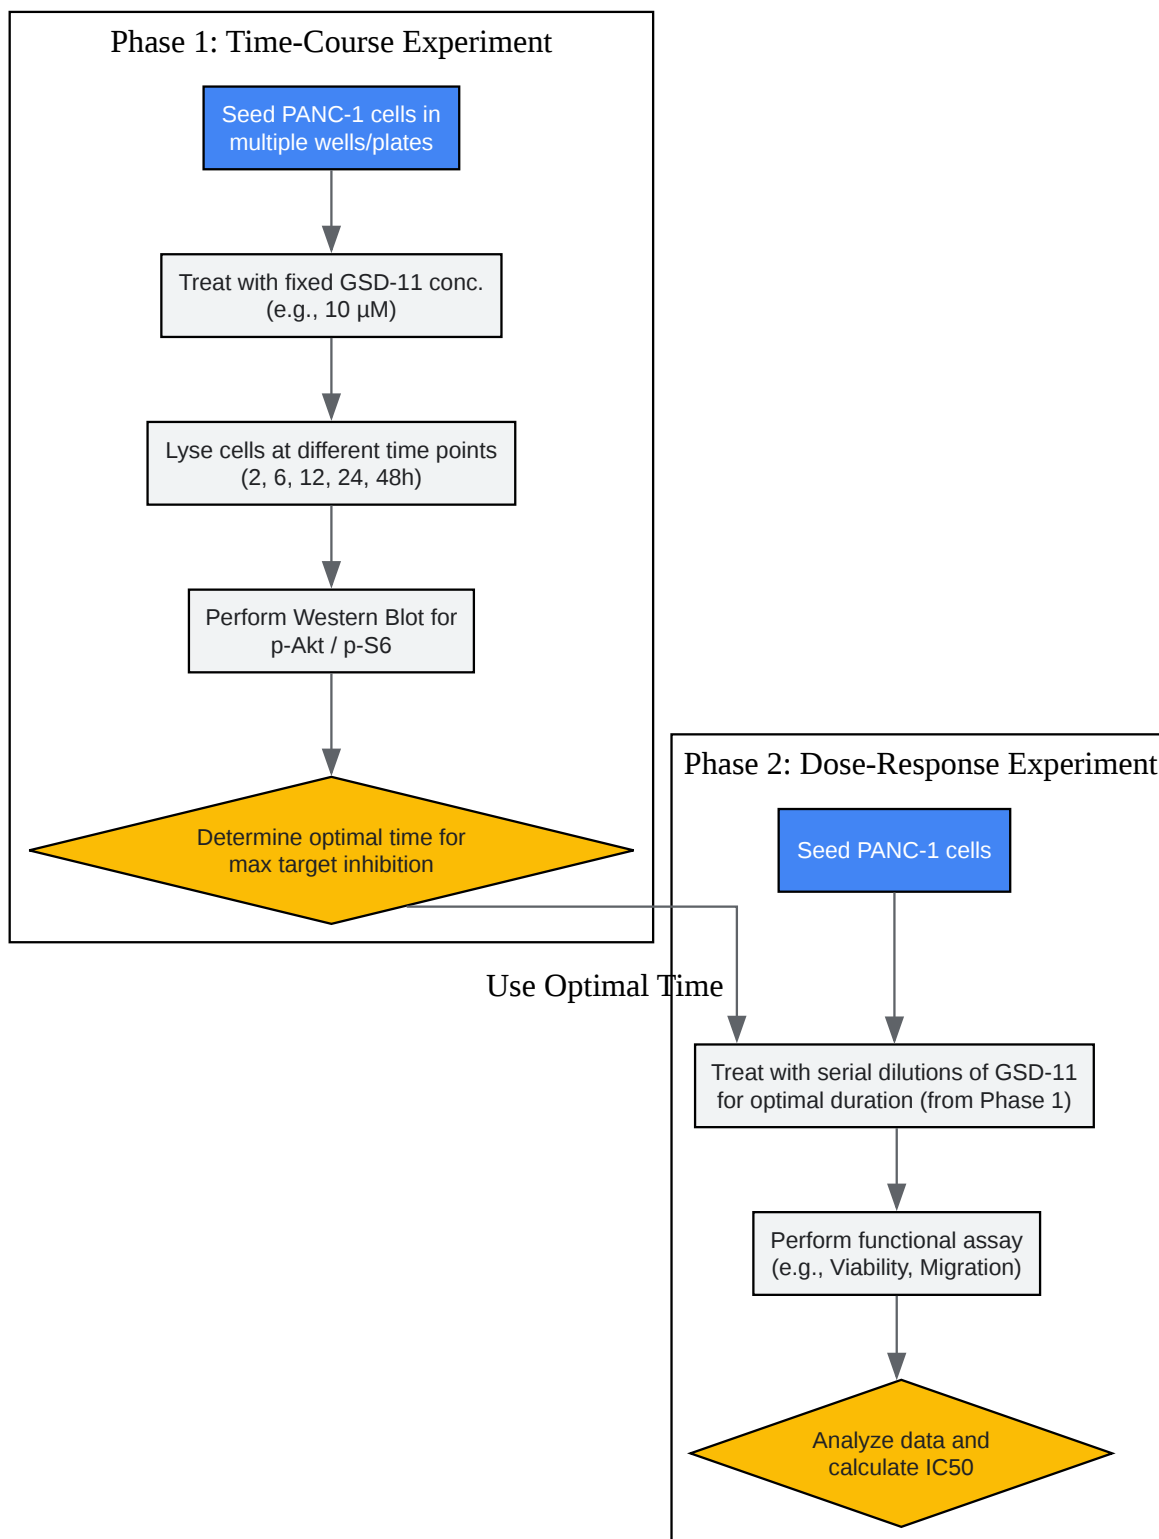 Phase 1: Time-Course Experiment
Seed PANC-1 cells in
multiple wells/plates
Treat with fixed GSD-11 conc.
(e.g., 10 µM)
Lyse cells at different time points
(2, 6, 12, 24, 48h)
Perform Western Blot for
p-Akt / p-S6
Determine optimal time for
max target inhibition
Use Optimal Time
Phase 2: Dose-Response Experiment
Seed PANC-1 cells
Treat with serial dilutions of GSD-11
for optimal duration (from Phase 1)
Perform functional assay
(e.g., Viability, Migration)
Analyze data and
calculate IC50